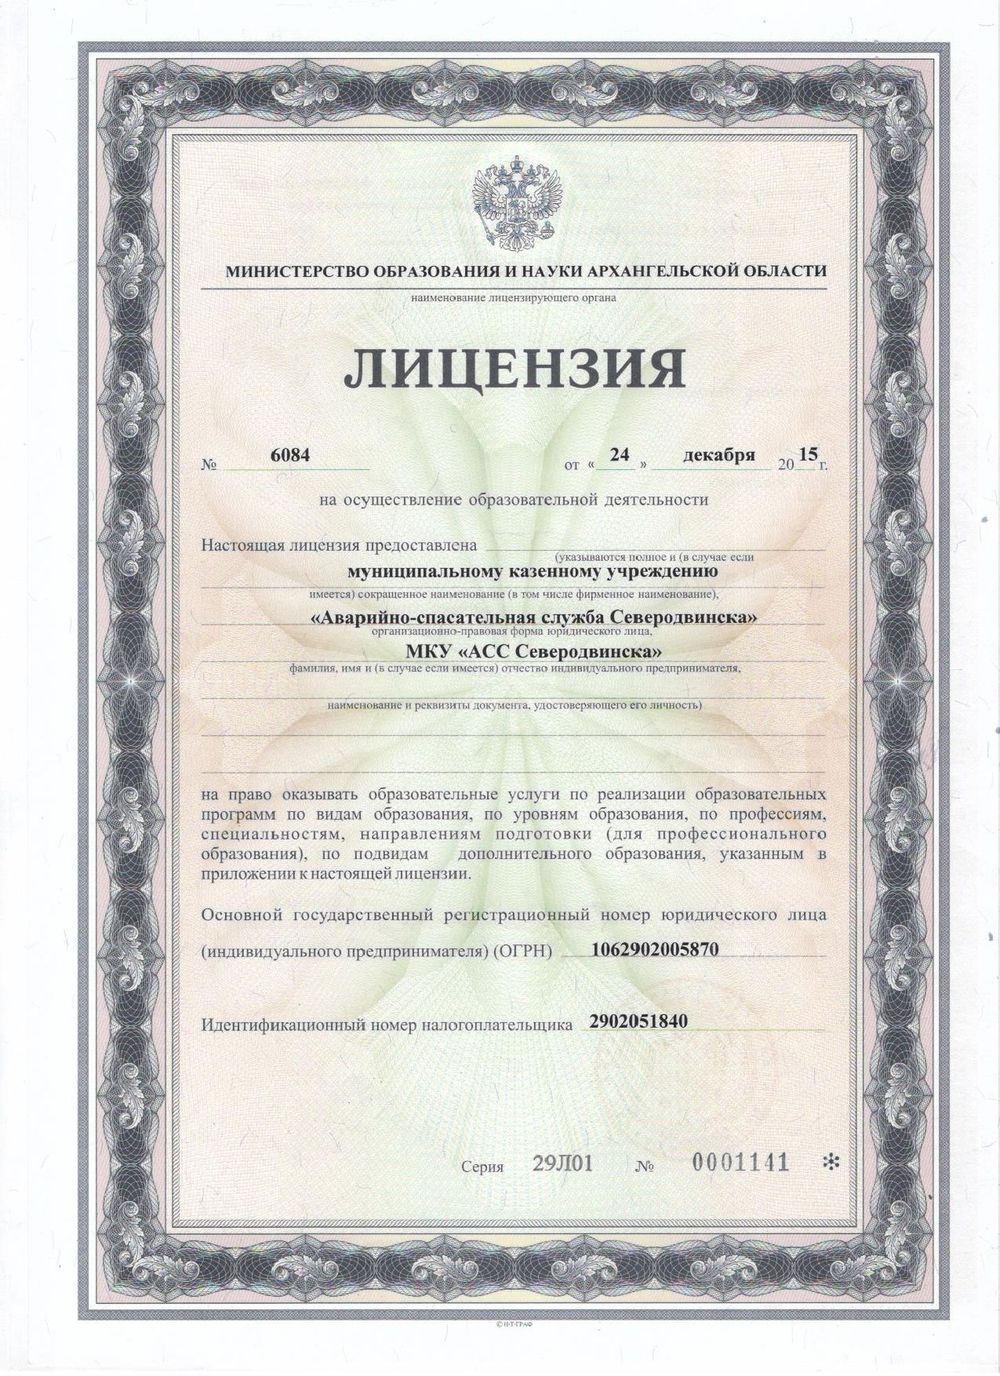 МИНИСТЕРСТВО ОБРАЗОВАНИЯ И НАУКИ АРХАНГЕЛЬСКОЙ ОБЛАСТИ
наименование лицензирующего органа
ЛИЦЕНЗИЯ
№ 6084 от « 24 » декабря 20 15 г.
на осуществление образовательной деятельности
Настоящая лицензия предоставлена
(указываются полное и (в случае если
муниципальному казенному учреждению
имеется) сокращенное наименование (в том числе фирменное наименование),
«Аварийно-спасательная служба Северодвинска»
организационно-правовая форма юридического лица,
МКУ «АСС Северодвинска»
фамилия, имя и (в случае если имеется) отчество индивидуального предпринимателя,
наименование и реквизиты документа, удостоверяющего его личность)
на право оказывать образовательные услуги по реализации образовательных
программ по видам образования, по уровням образования, по профессиям,
специальностям, направлениям подготовки (для профессионального
образования), по подвидам дополнительного образования, указанным в
приложении к настоящей лицензии.
Основной государственный регистрационный номер юридического лица
(индивидуального предпринимателя) (ОГРН) 1062902005870
Идентификационный номер налогоплательщика 2902051840
Серия 29Л01 № 0001141 *
© Н·Т·ГРАФ